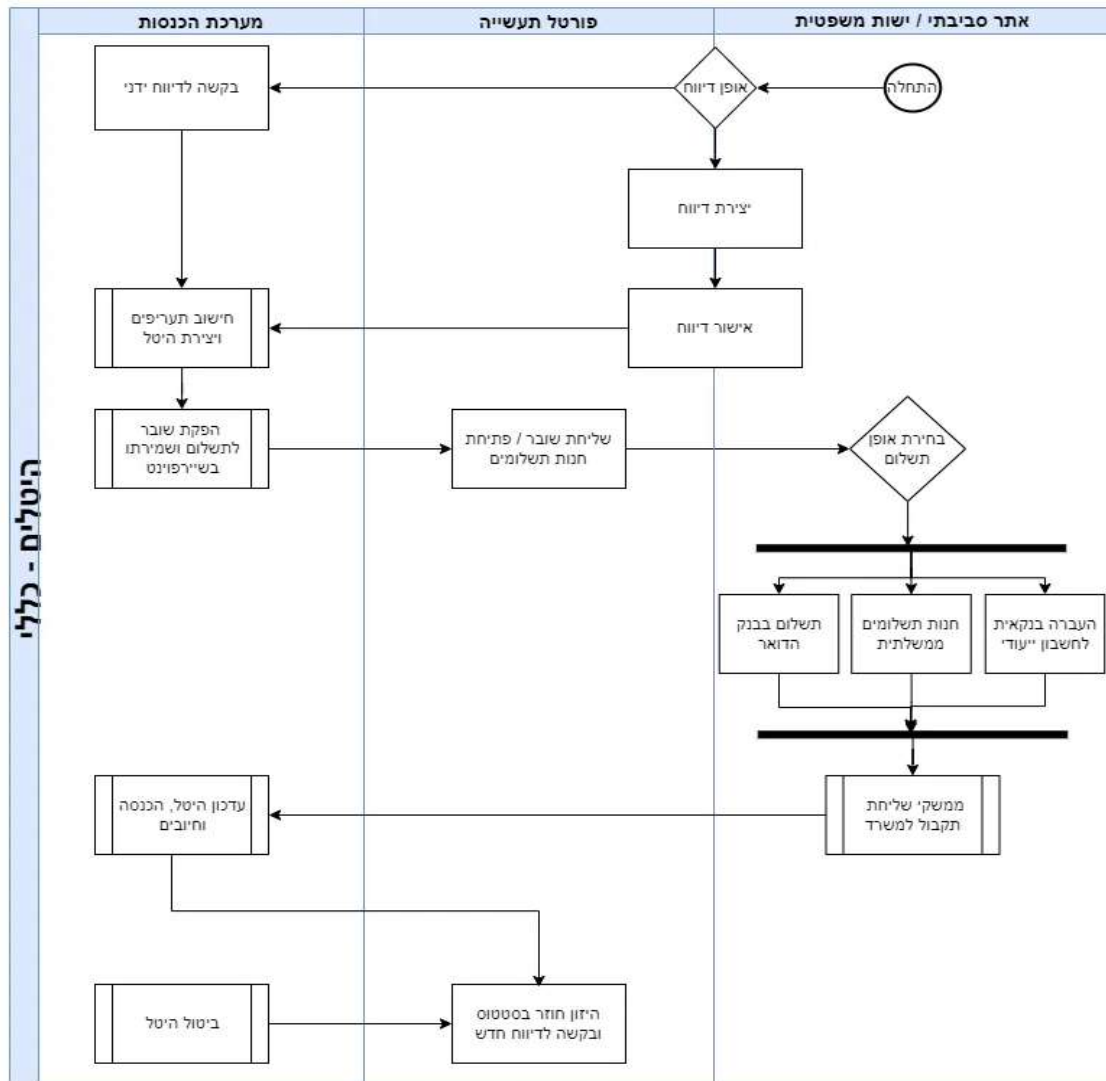 אתר סביבתי / ישות משפטית
פורטל תעשייה
מערכת הכנסות
היטלים - כללי
התחלה
אופן דיווח
בקשה לדיווח ידני
יצירת דיווח
אישור דיווח
חישוב תעריפים
ויצירת היטל
הפקת שובר
לתשלום ושמירתו
בשיירפוינט
שליחת שובר / פתיחת
חנות תשלומים
בחירת אופן
תשלום
העברה בנקאית
לחשבון ייעודי
חנות תשלומים
ממשלתית
תשלום בבנק
הדואר
ממשקי שליחת
תקבול למשרד
עדכון היטל, הכנסה
וחיובים
היזון חוזר בסטטוס
ובקשה לדיווח חדש
ביטול היטל